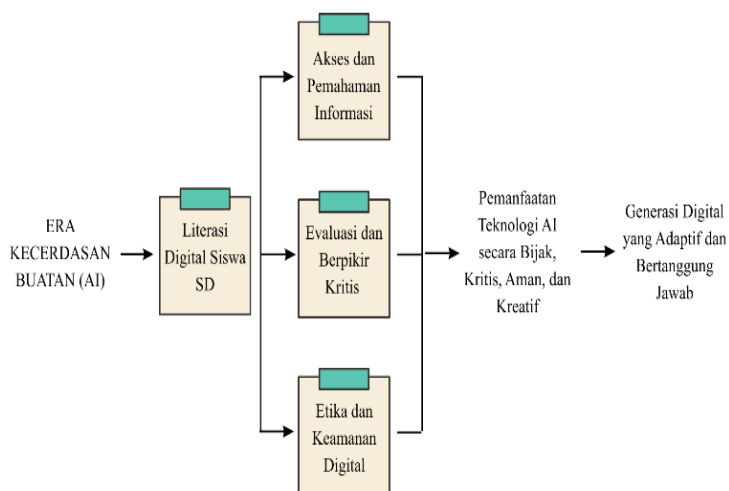 ERA
KECERDASAN
BUATAN (AI)
Literasi
Digital Siswa
SD
Akses dan
Pemahaman
Informasi
Evaluasi dan
Berpikir
Kritis
Etika dan
Keamanan
Digital
Pemanfaatan
Teknologi AI
secara Bijak,
Kritis, Aman, dan
Kreatif
Generasi Digital
yang Adaptif dan
Bertanggung
Jawab